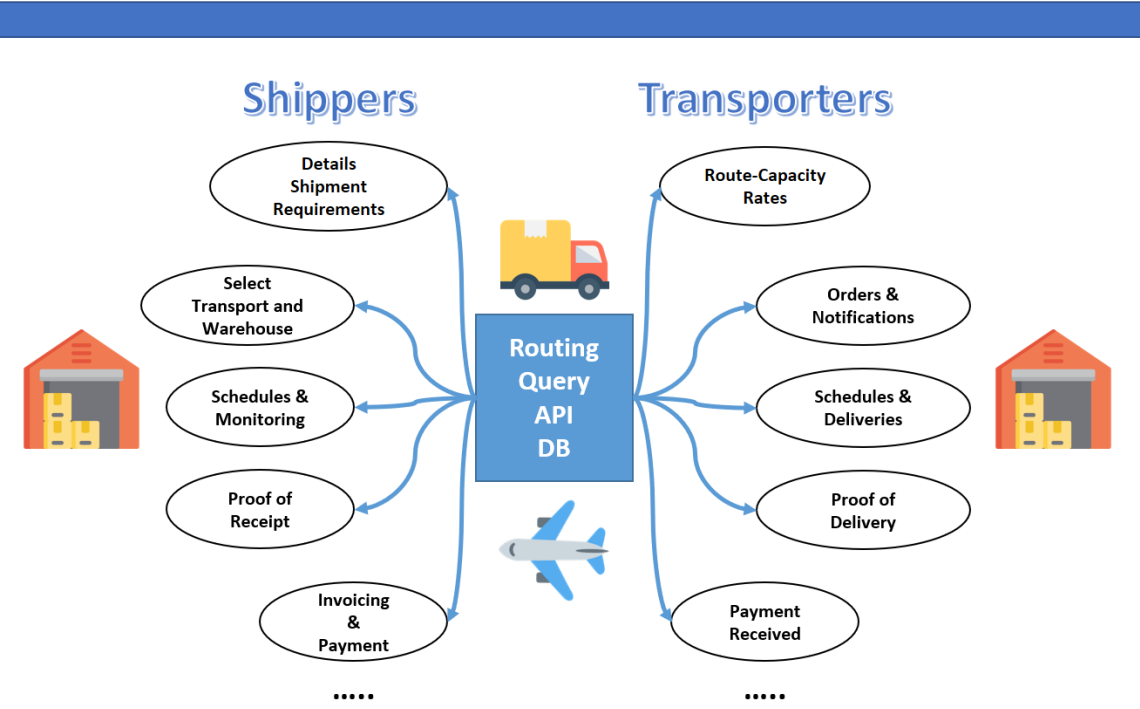 Shippers
Transporters
Details
Shipment
Requirements
Select
Transport and
Warehouse
Schedules &
Monitoring
Proof of
Receipt
Invoicing
&
Payment
.....
Routing
Query
API
DB
Route-Capacity
Rates
Orders &
Notifications
Schedules &
Deliveries
Proof of
Delivery
Payment
Received
.....